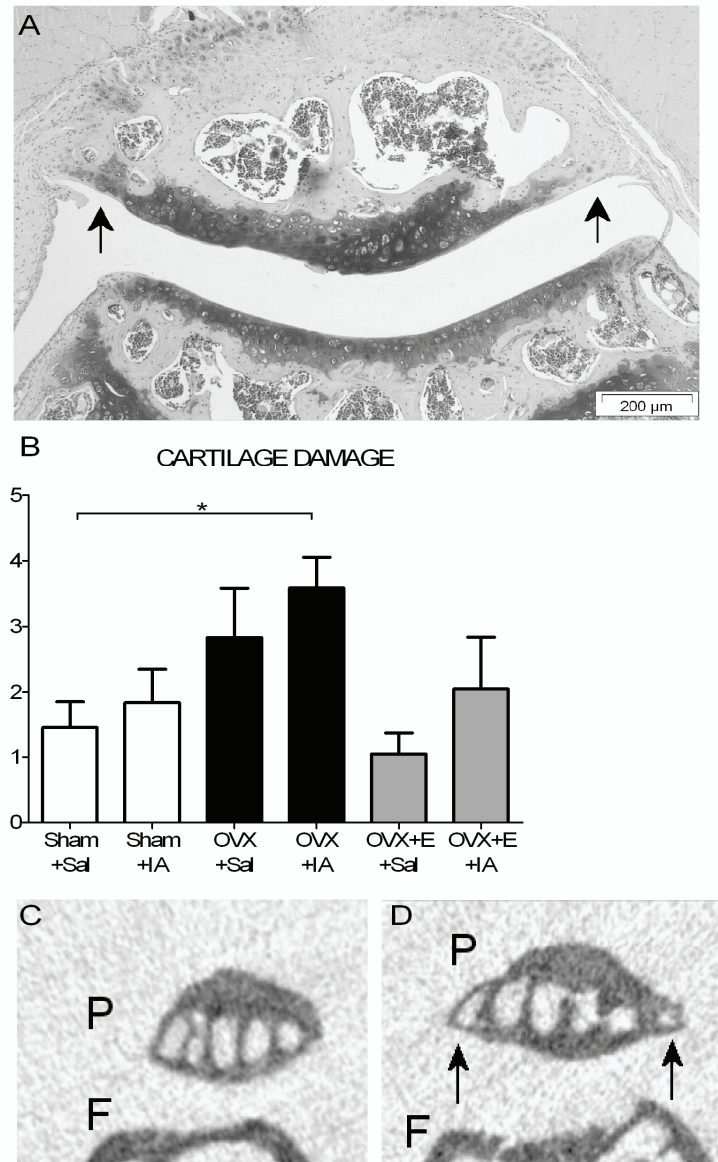 A
200 µm
B
CARTILAGE DAMAGE
5
*
4
3
2
1
0
Sham Sham OVX OVX OVX+E OVX+E
+Sal +IA +Sal +IA +Sal +IA
C
D
P
P
F
F